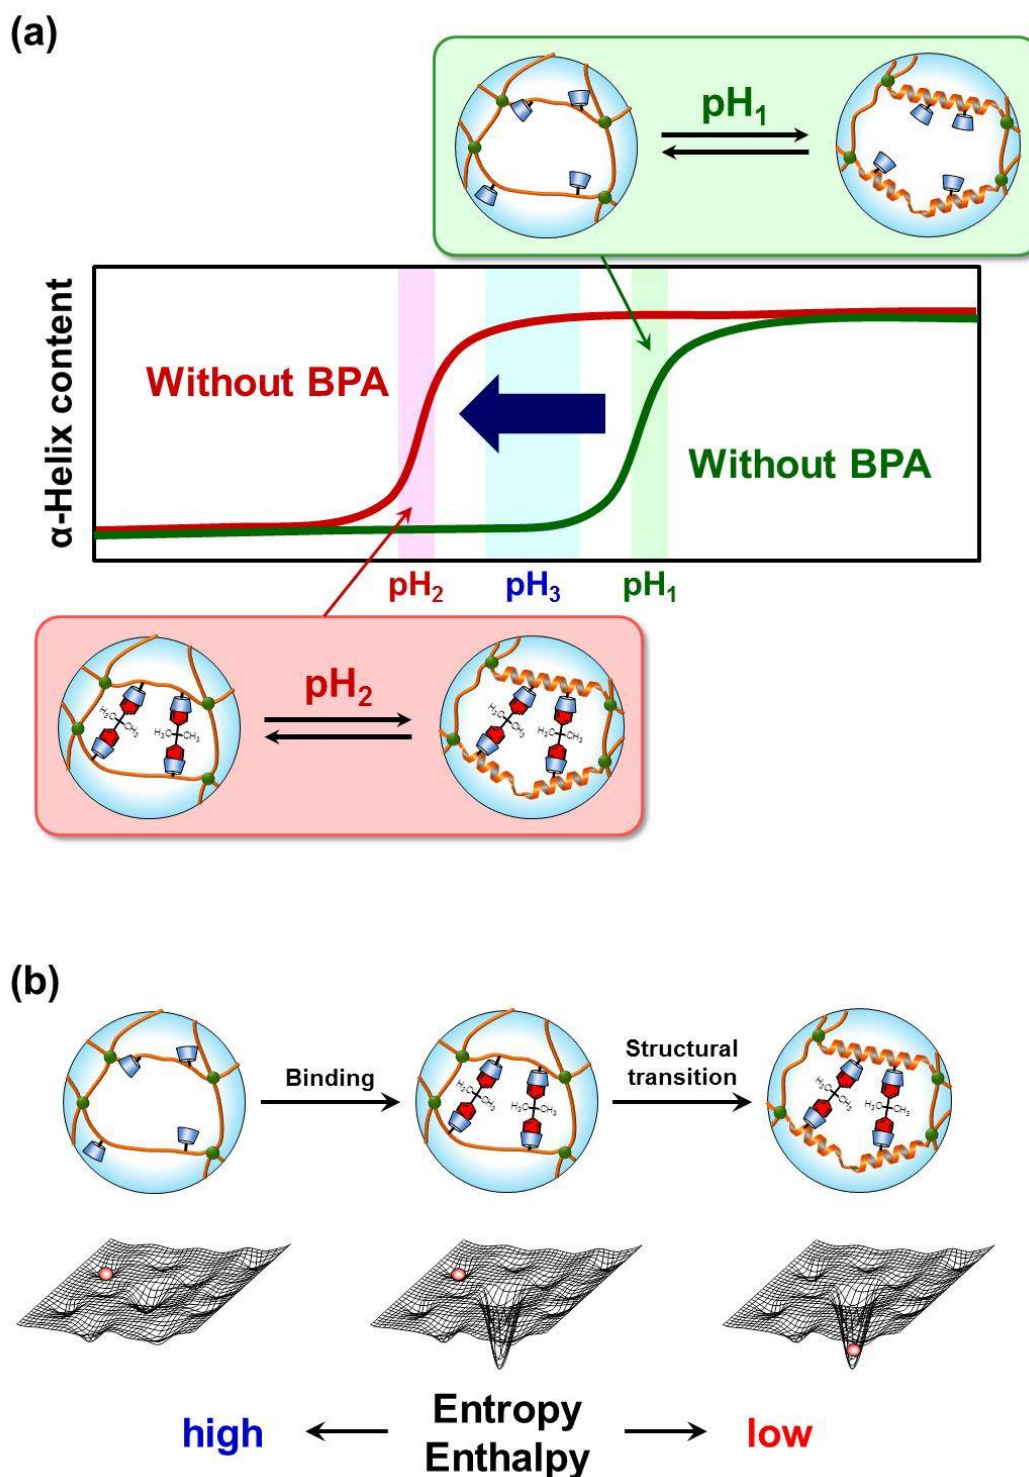 (a)
pH₁
α-Helix content
Without BPA
Without BPA
pH₂
pH₃
pH₁
pH₂
H₃C
CH₃
H₃C
CH₃
H₃C
CH₃
H₃C
CH₃
(b)
Binding
Structural
transition
H₃C
CH₃
H₃C
CH₃
H₃C
CH₃
H₃C
CH₃
high
Entropy
Enthalpy
low